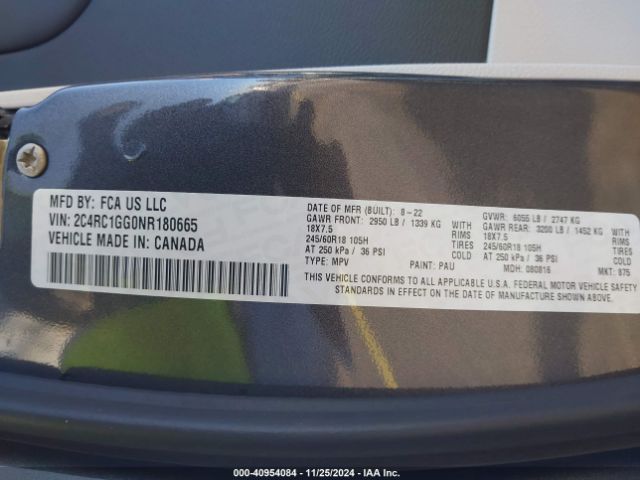 MFD BY: FCA US LLC
VIN: 2C4RC1GG0NR180665
VEHICLE MADE IN: CANADA
DATE OF MFR (BUILT): 8-22
GVWR: 6055 LB / 2747 KG
GAWR FRONT: 2950 LB / 1339 KG WITH
GAWR REAR: 3200 LB / 1452 KG WITH
18X7.5 RIMS 18X7.5 RIMS
245/60R18 105H TIRES 245/60R18 105H TIRES
AT 250 kPa / 36 PSI COLD AT 250 kPa / 36 PSI COLD
TYPE: MPV PAINT: PAU MDH: 080816 MKT: 875
THIS VEHICLE CONFORMS TO ALL APPLICABLE U.S.A. FEDERAL MOTOR VEHICLE SAFETY
STANDARDS IN EFFECT ON THE DATE OF MANUFACTURE SHOWN ABOVE.
000-40954084 | 11/25/2024 | IAAI.COM